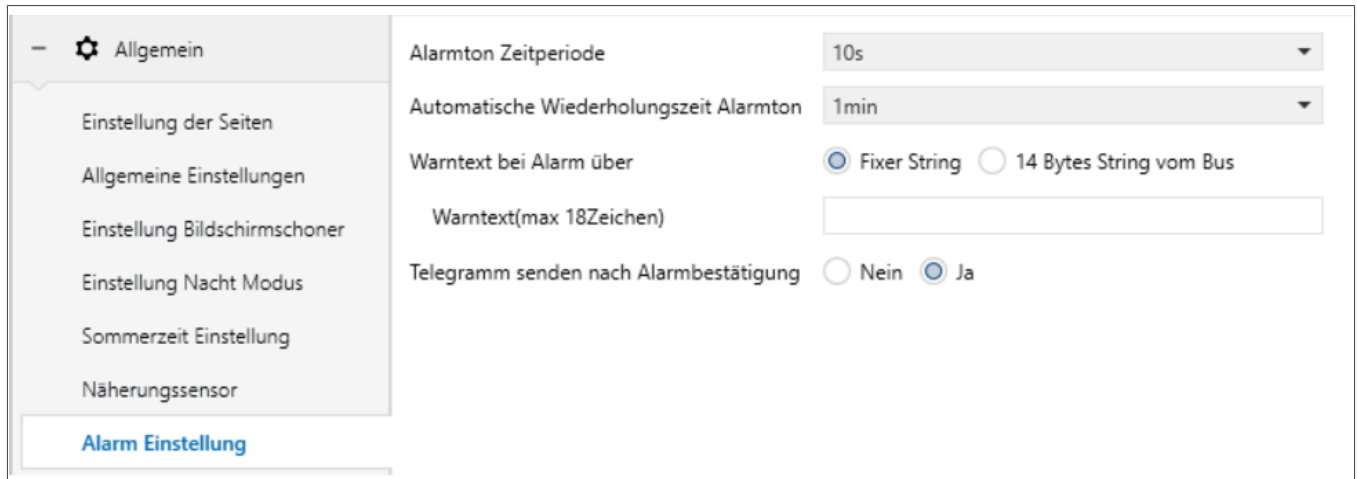 Allgemein
Einstellung der Seiten
Allgemeine Einstellungen
Einstellung Bildschirmschoner
Einstellung Nacht Modus
Sommerzeit Einstellung
Näherungssensor
Alarm Einstellung
Alarmton Zeitperiode 10s
Automatische Wiederholungszeit Alarmton 1min
Warntext bei Alarm über Fixer String 14 Bytes String vom Bus
Warntext(max 18Zeichen)
Telegramm senden nach Alarmbestätigung Nein Ja